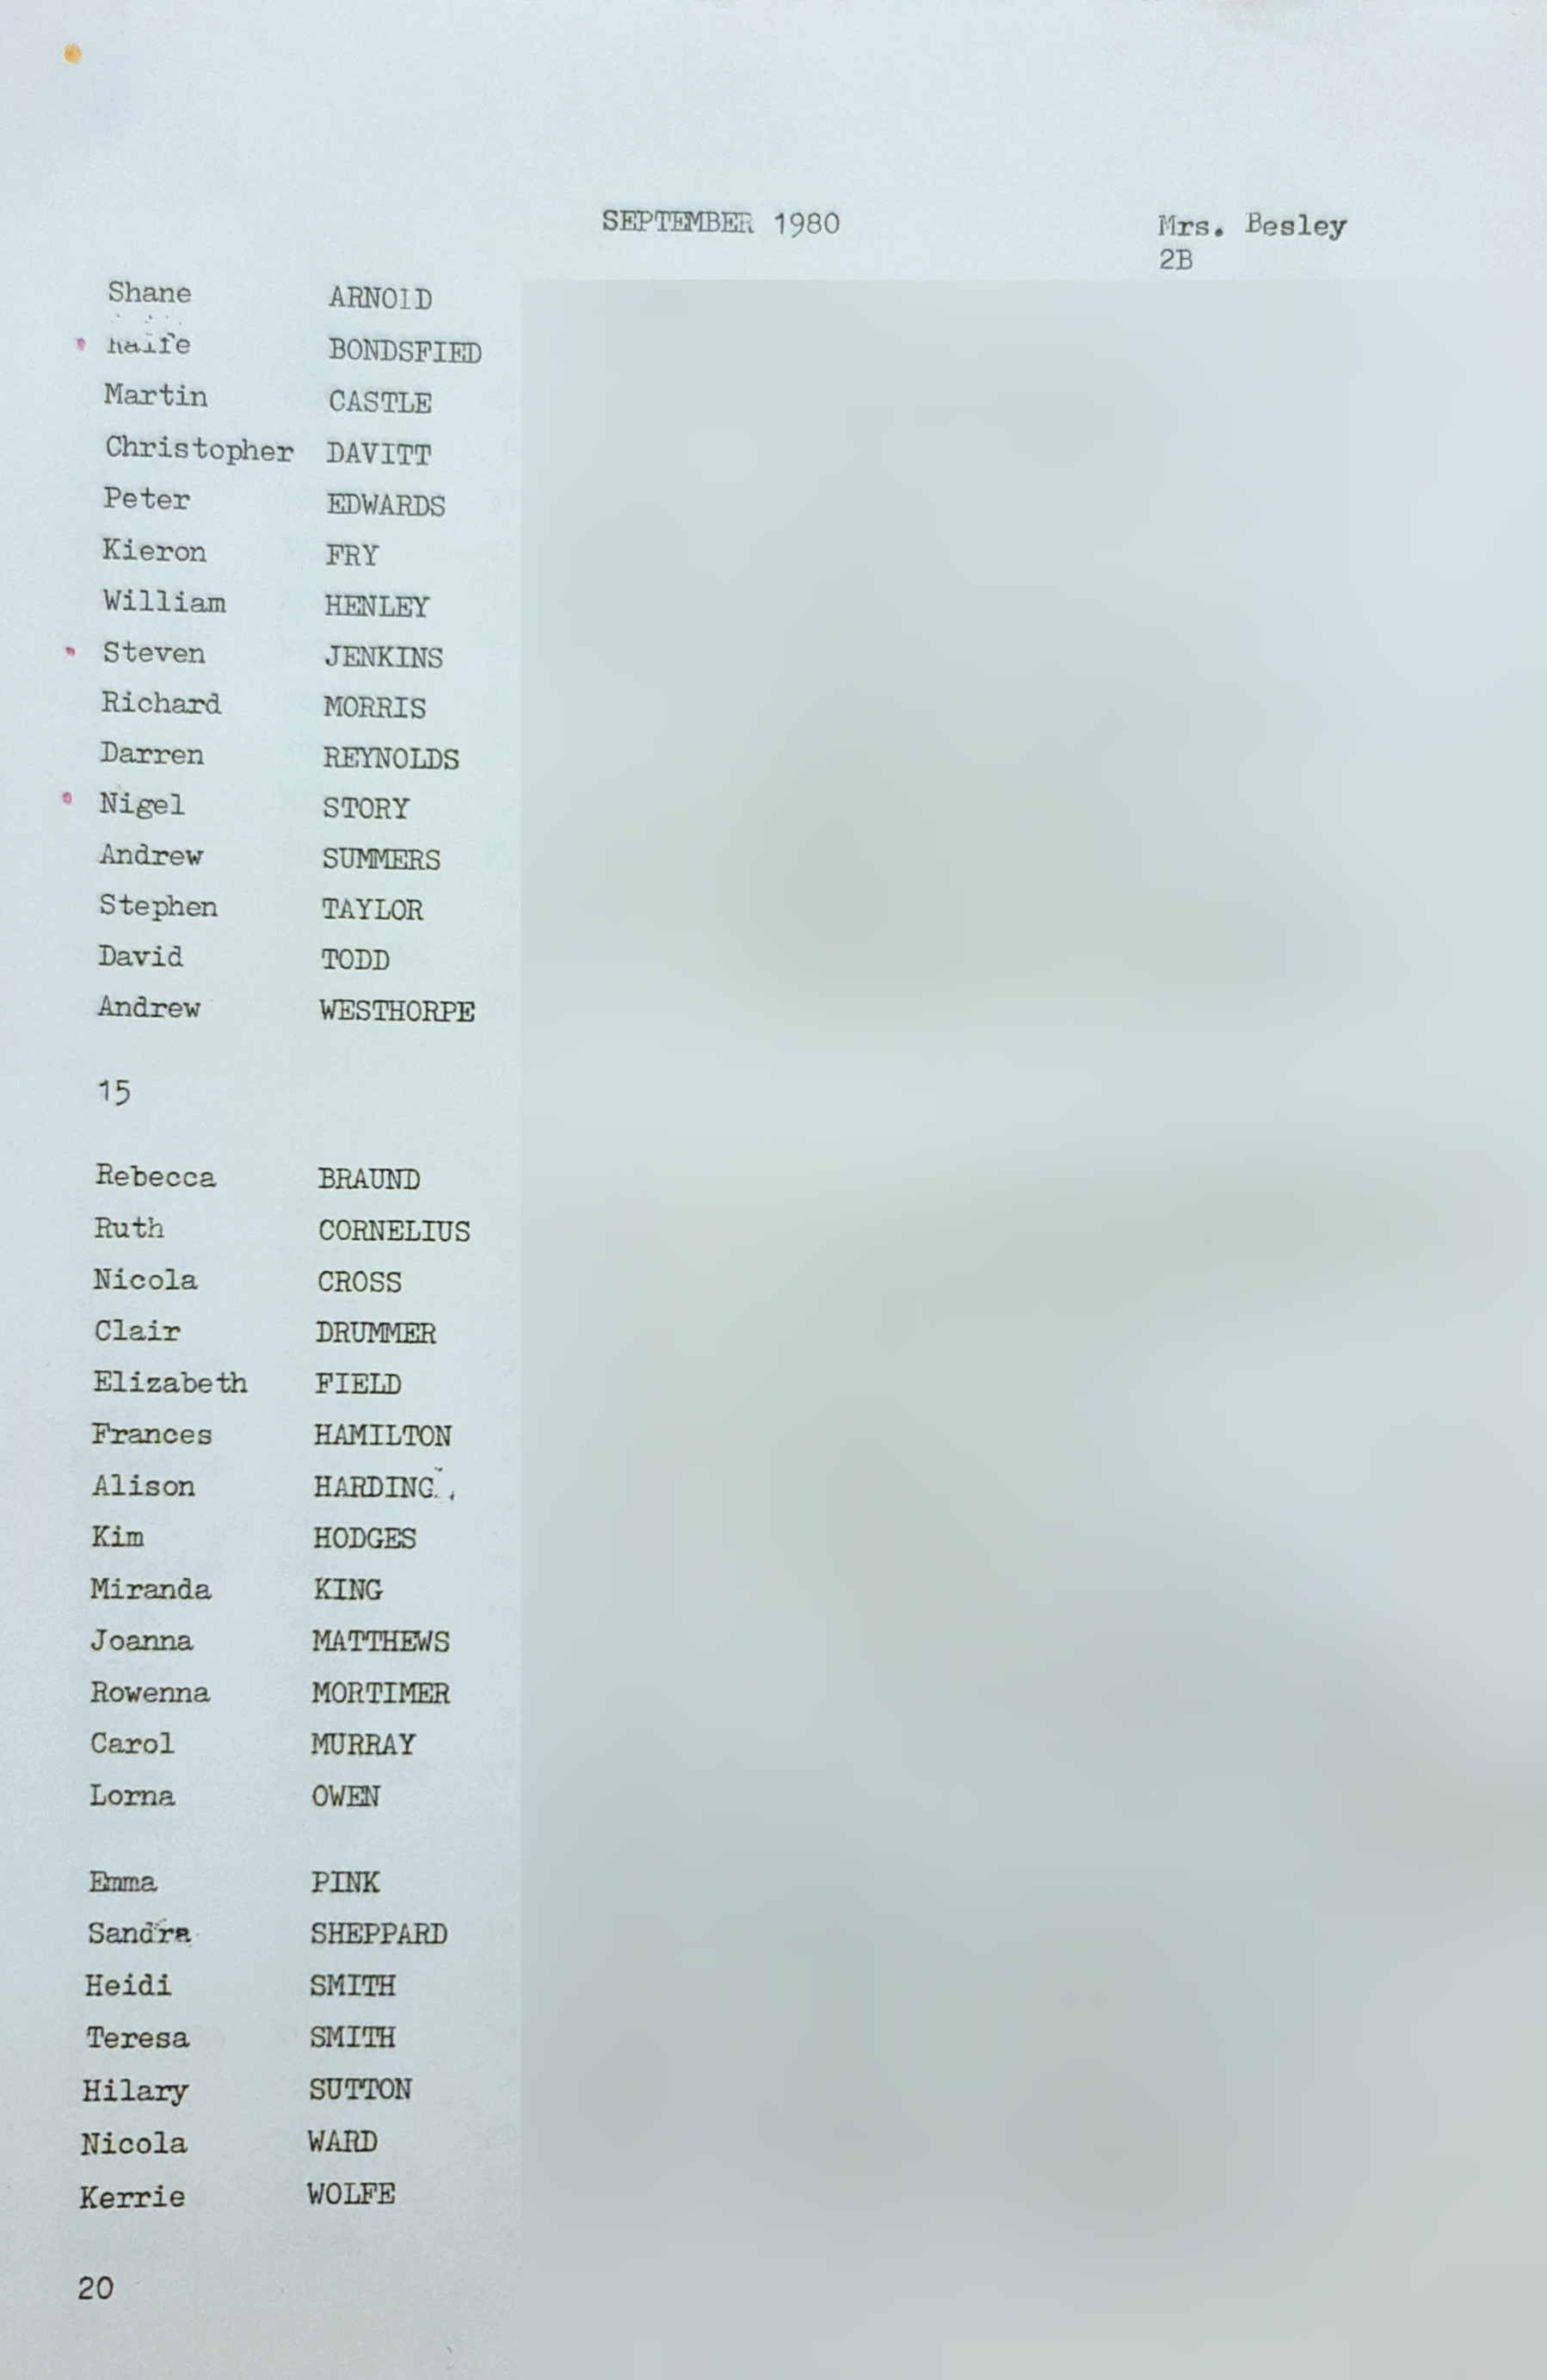 SEPTEMBER 1980 Mrs. Besley
2B
Shane ARNOLD
BONDSFIED
Martin CASTLE
Christopher DAVITT
Peter EDWARDS
Kieron FRY
William HENLEY
Steven JENKINS
Richard MORRIS
Darren REYNOLDS
Nigel STORY
Andrew SUMMERS
Stephen TAYLOR
David TODD
Andrew WESTHORPE
15
Rebecca BRAUND
Ruth CORNELIUS
Nicola CROSS
Clair DRUMMER
Elizabeth FIELD
Frances HAMILTON
Alison HARDING
Kim HODGES
Miranda KING
Joanna MATTHEWS
Rowenna MORTIMER
Carol MURRAY
Lorna OWEN
Emma PINK
Sandra SHEPPARD
Heidi SMITH
Teresa SMITH
Hilary SUTTON
Nicola WARD
Kerrie WOLFE
20